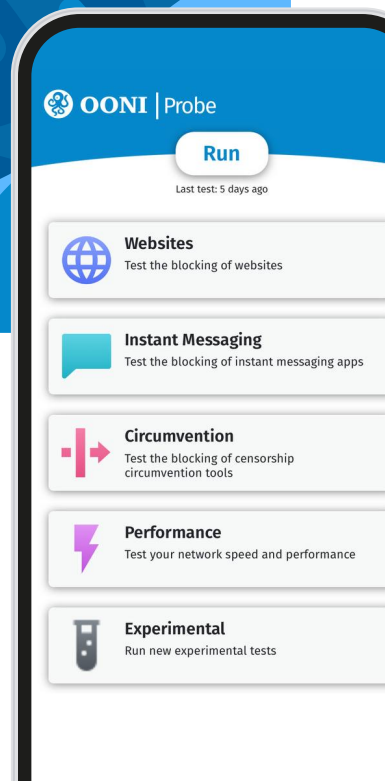 OONI | Probe
Run
Last test: 5 days ago
Websites
Test the blocking of websites
Instant Messaging
Test the blocking of instant messaging apps
Circumvention
Test the blocking of censorship
circumvention tools
Performance
Test your network speed and performance
Experimental
Run new experimental tests